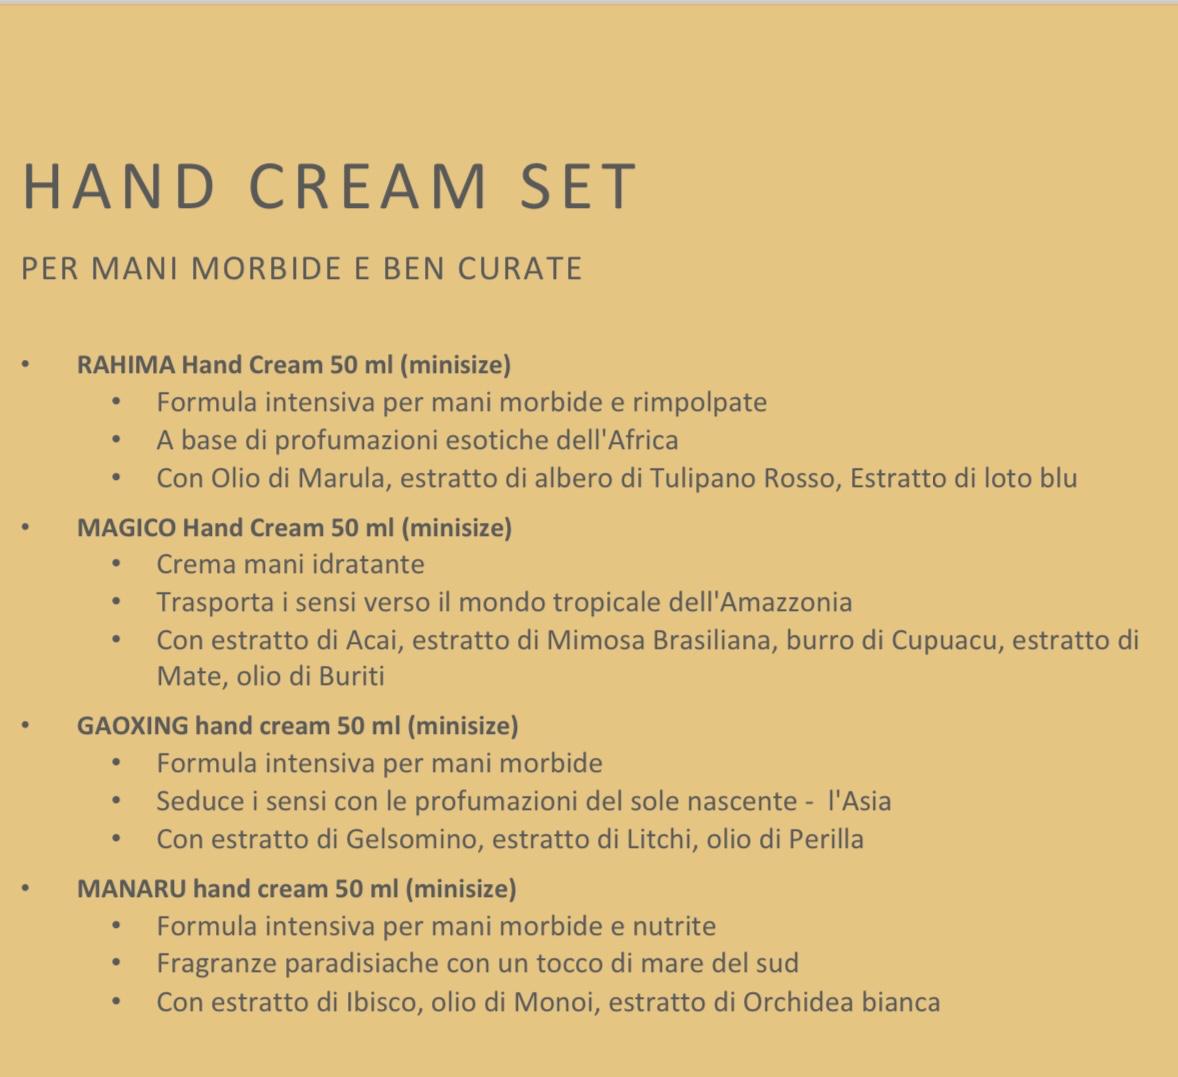 HAND CREAM SET
PER MANI MORBIDE E BEN CURATE
• RAHIMA Hand Cream 50 ml (minisize)
• Formula intensiva per mani morbide e rimpolpate
• A base di profumazioni esotiche dell'Africa
• Con Olio di Marula, estratto di albero di Tulipano Rosso, Estratto di loto blu
• MAGICO Hand Cream 50 ml (minisize)
• Crema mani idratante
• Trasporta i sensi verso il mondo tropicale dell'Amazzonia
• Con estratto di Acai, estratto di Mimosa Brasiliana, burro di Cupuacu, estratto di
Mate, olio di Buriti
• GAOXING hand cream 50 ml (minisize)
• Formula intensiva per mani morbide
• Seduce i sensi con le profumazioni del sole nascente -  l'Asia
• Con estratto di Gelsomino, estratto di Litchi, olio di Perilla
• MANARU hand cream 50 ml (minisize)
• Formula intensiva per mani morbide e nutrite
• Fragranze paradisiache con un tocco di mare del sud
• Con estratto di Ibisco, olio di Monoi, estratto di Orchidea bianca